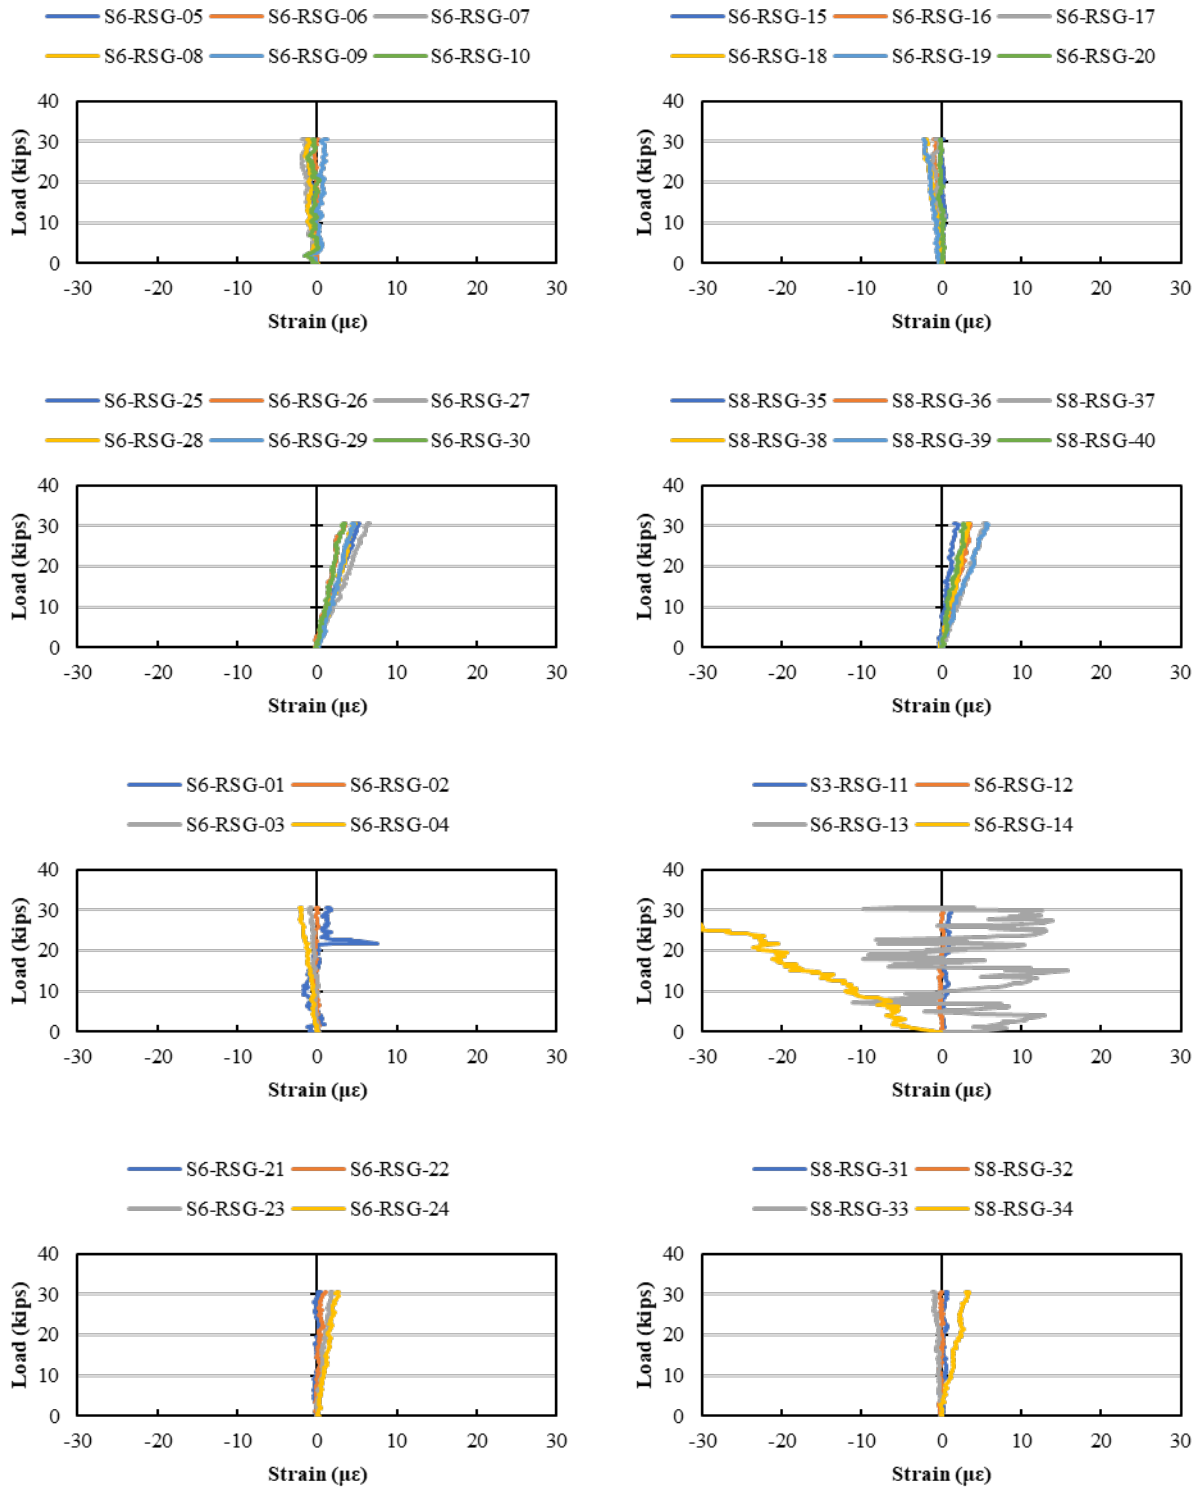 S6-RSG-05 S6-RSG-06 S6-RSG-07
S6-RSG-08 S6-RSG-09 S6-RSG-10
40
30
20
10
0
Load (kips)
-30 -20 -10 0 10 20 30
Strain (µε)
S6-RSG-15 S6-RSG-16 S6-RSG-17
S6-RSG-18 S6-RSG-19 S6-RSG-20
40
30
20
10
0
Load (kips)
-30 -20 -10 0 10 20 30
Strain (µε)
S6-RSG-25 S6-RSG-26 S6-RSG-27
S6-RSG-28 S6-RSG-29 S6-RSG-30
40
30
20
10
0
Load (kips)
-30 -20 -10 0 10 20 30
Strain (µε)
S8-RSG-35 S8-RSG-36 S8-RSG-37
S8-RSG-38 S8-RSG-39 S8-RSG-40
40
30
20
10
0
Load (kips)
-30 -20 -10 0 10 20 30
Strain (µε)
S6-RSG-01 S6-RSG-02
S6-RSG-03 S6-RSG-04
40
30
20
10
0
Load (kips)
-30 -20 -10 0 10 20 30
Strain (µε)
S3-RSG-11 S6-RSG-12
S6-RSG-13 S6-RSG-14
40
30
20
10
0
Load (kips)
-30 -20 -10 0 10 20 30
Strain (µε)
S6-RSG-21 S6-RSG-22
S6-RSG-23 S6-RSG-24
40
30
20
10
0
Load (kips)
-30 -20 -10 0 10 20 30
Strain (µε)
S8-RSG-31 S8-RSG-32
S8-RSG-33 S8-RSG-34
40
30
20
10
0
Load (kips)
-30 -20 -10 0 10 20 30
Strain (µε)